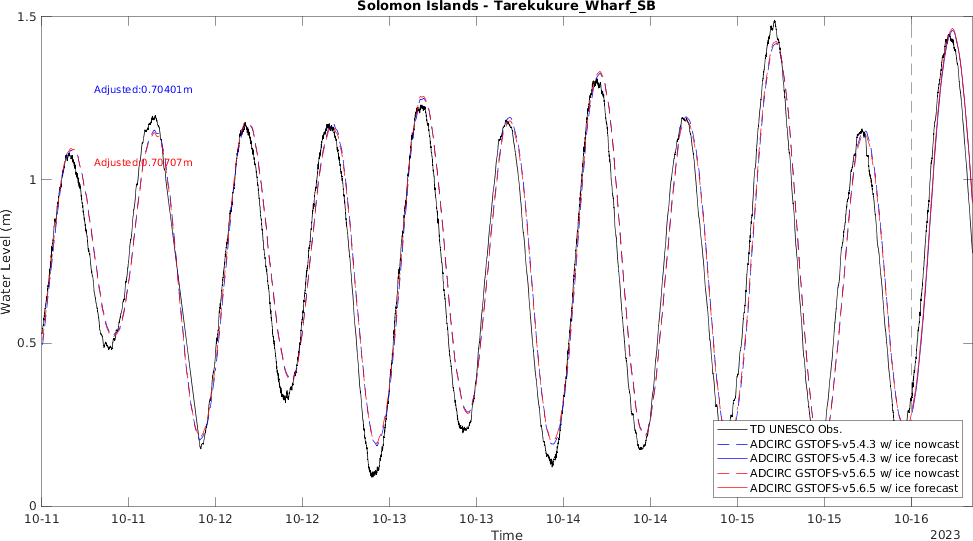 Solomon Islands - Tarekukure_Wharf_SB
1.5
Adjusted:0.70401m
Adjusted:0.70707m
1
Water Level (m)
0.5
0
TD UNESCO Obs.
ADCIRC GSTOFS-v5.4.3 w/ ice nowcast
ADCIRC GSTOFS-v5.4.3 w/ ice forecast
ADCIRC GSTOFS-v5.6.5 w/ ice nowcast
ADCIRC GSTOFS-v5.6.5 w/ ice forecast
10-11 10-11 10-12 10-12 10-13 10-13 10-14 10-14 10-15 10-15 10-16
Time
2023